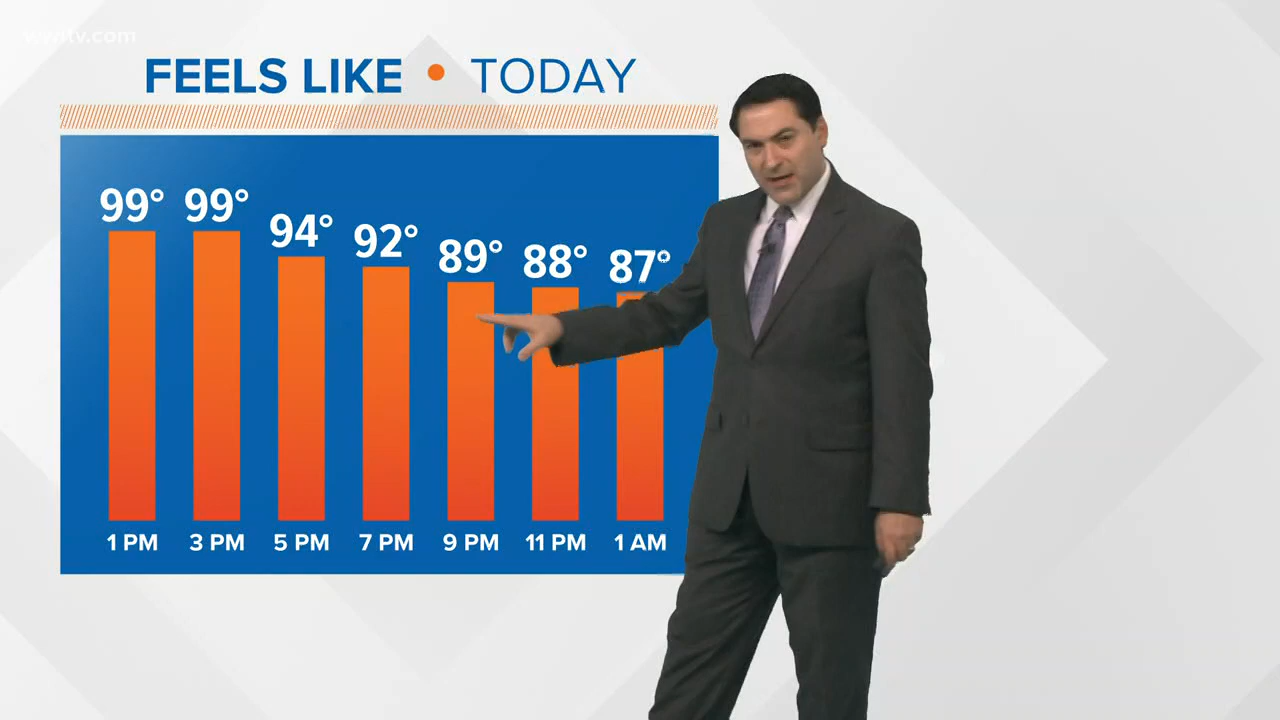 wwltv.com
FEELS LIKE • TODAY
99° 99° 94° 92° 89° 88° 87°
1 PM 3 PM 5 PM 7 PM 9 PM 11 PM 1 AM